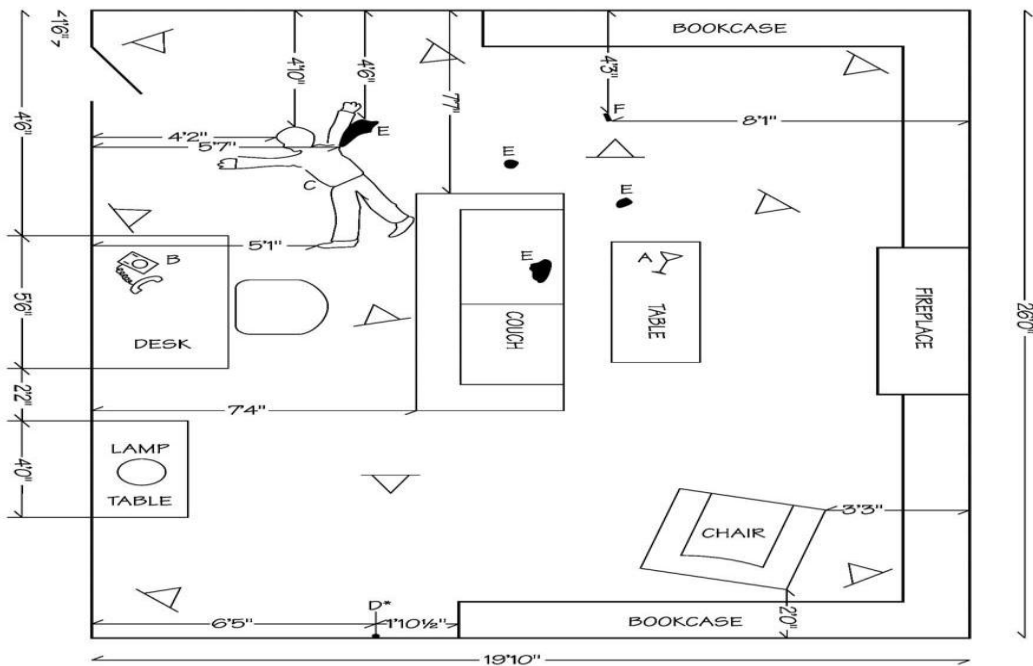 4'6"
BOOKCASE
4'10"
4'6"
7'7"
4'3"
F
8'1"
E
4'6"
4'2"
5'7"
E
C
E
5'1"
B
E
A
5'6"
DESK
COUCH
TABLE
FIREPLACE
26'0"
2'2"
7'4"
LAMP
TABLE
4'0"
CHAIR
3'3"
D*
6'5"
1'10½"
BOOKCASE
2'0"
19'10"